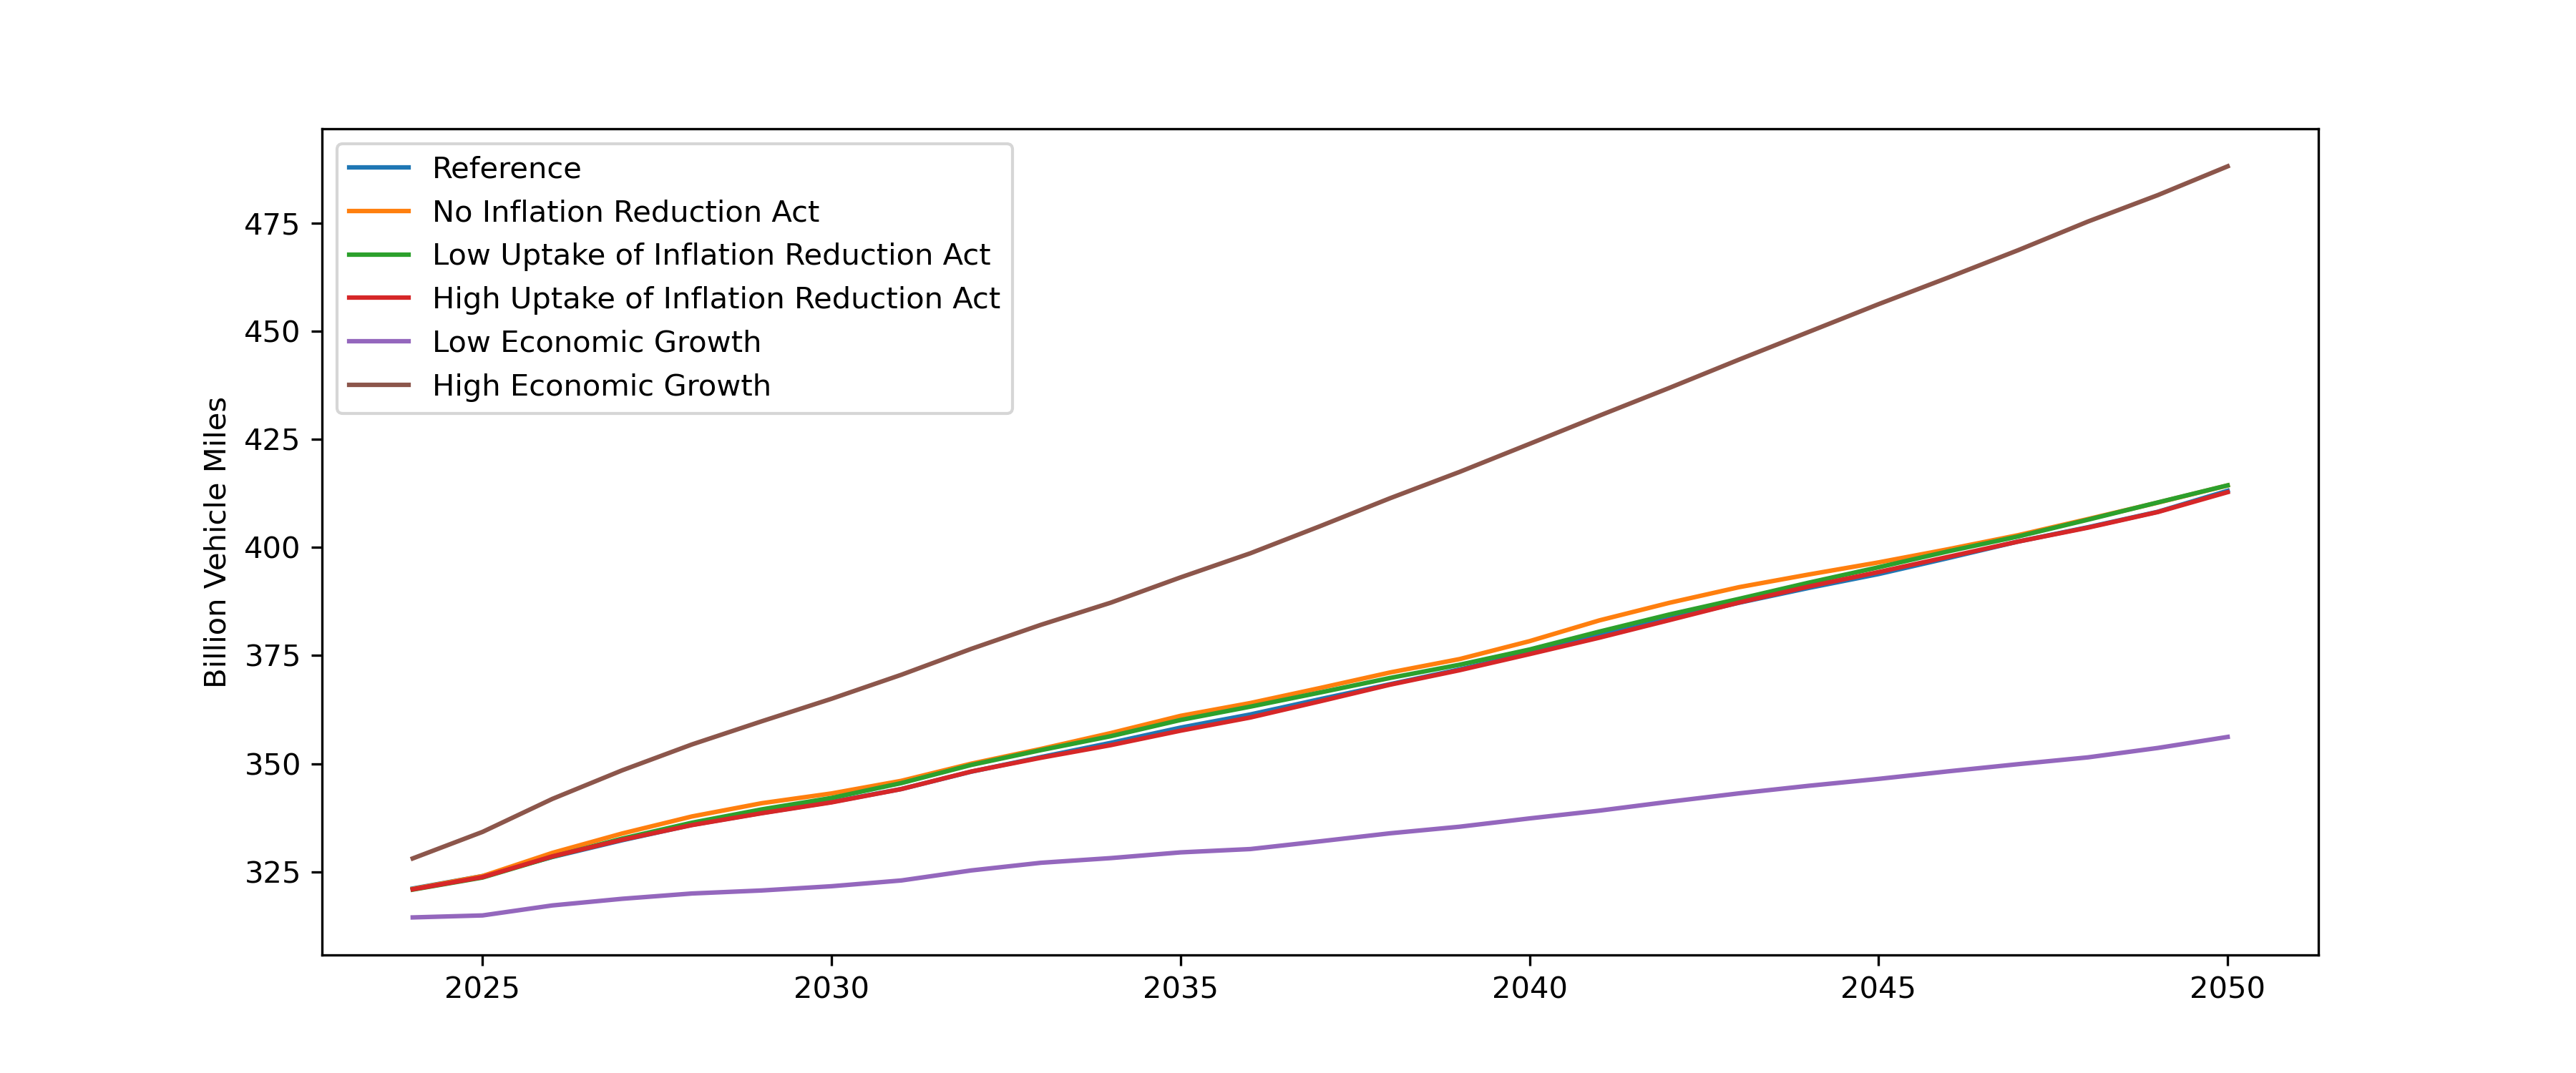 Reference
No Inflation Reduction Act
Low Uptake of Inflation Reduction Act
High Uptake of Inflation Reduction Act
Low Economic Growth
High Economic Growth
Billion Vehicle Miles
475
450
425
400
375
350
325
2025 2030 2035 2040 2045 2050